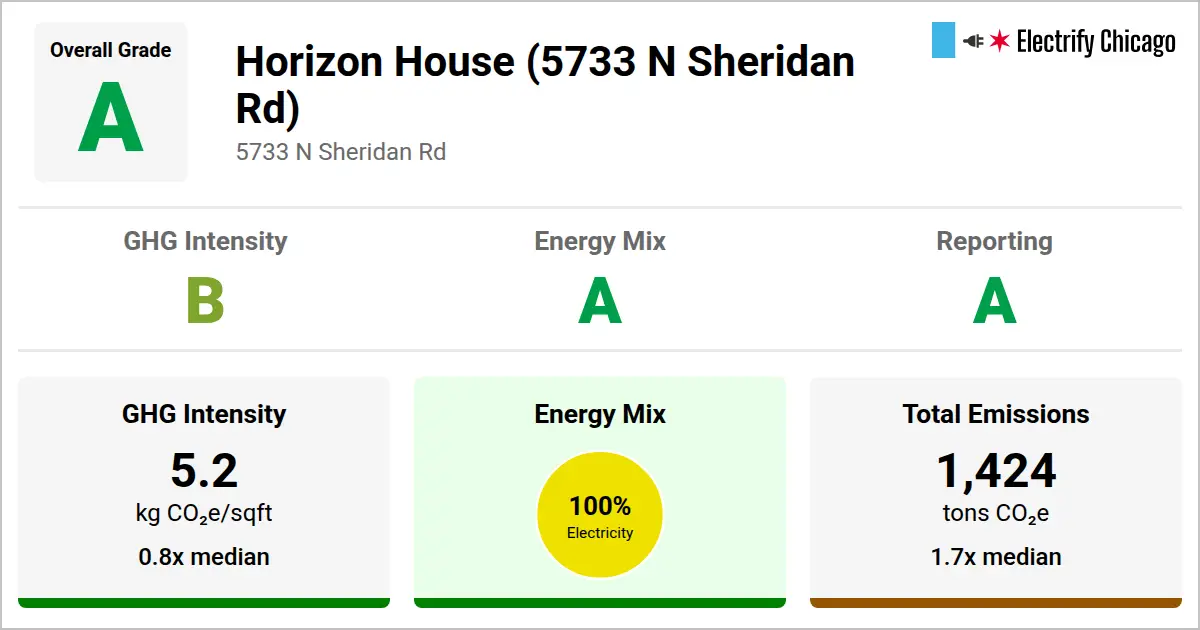 Overall Grade
A
Horizon House (5733 N Sheridan
Rd)
5733 N Sheridan Rd
Electrify Chicago
GHG Intensity
B
Energy Mix
A
Reporting
A
GHG Intensity
5.2
kg CO₂e/sqft
0.8x median
Energy Mix
100%
Electricity
Total Emissions
1,424
tons CO₂e
1.7x median